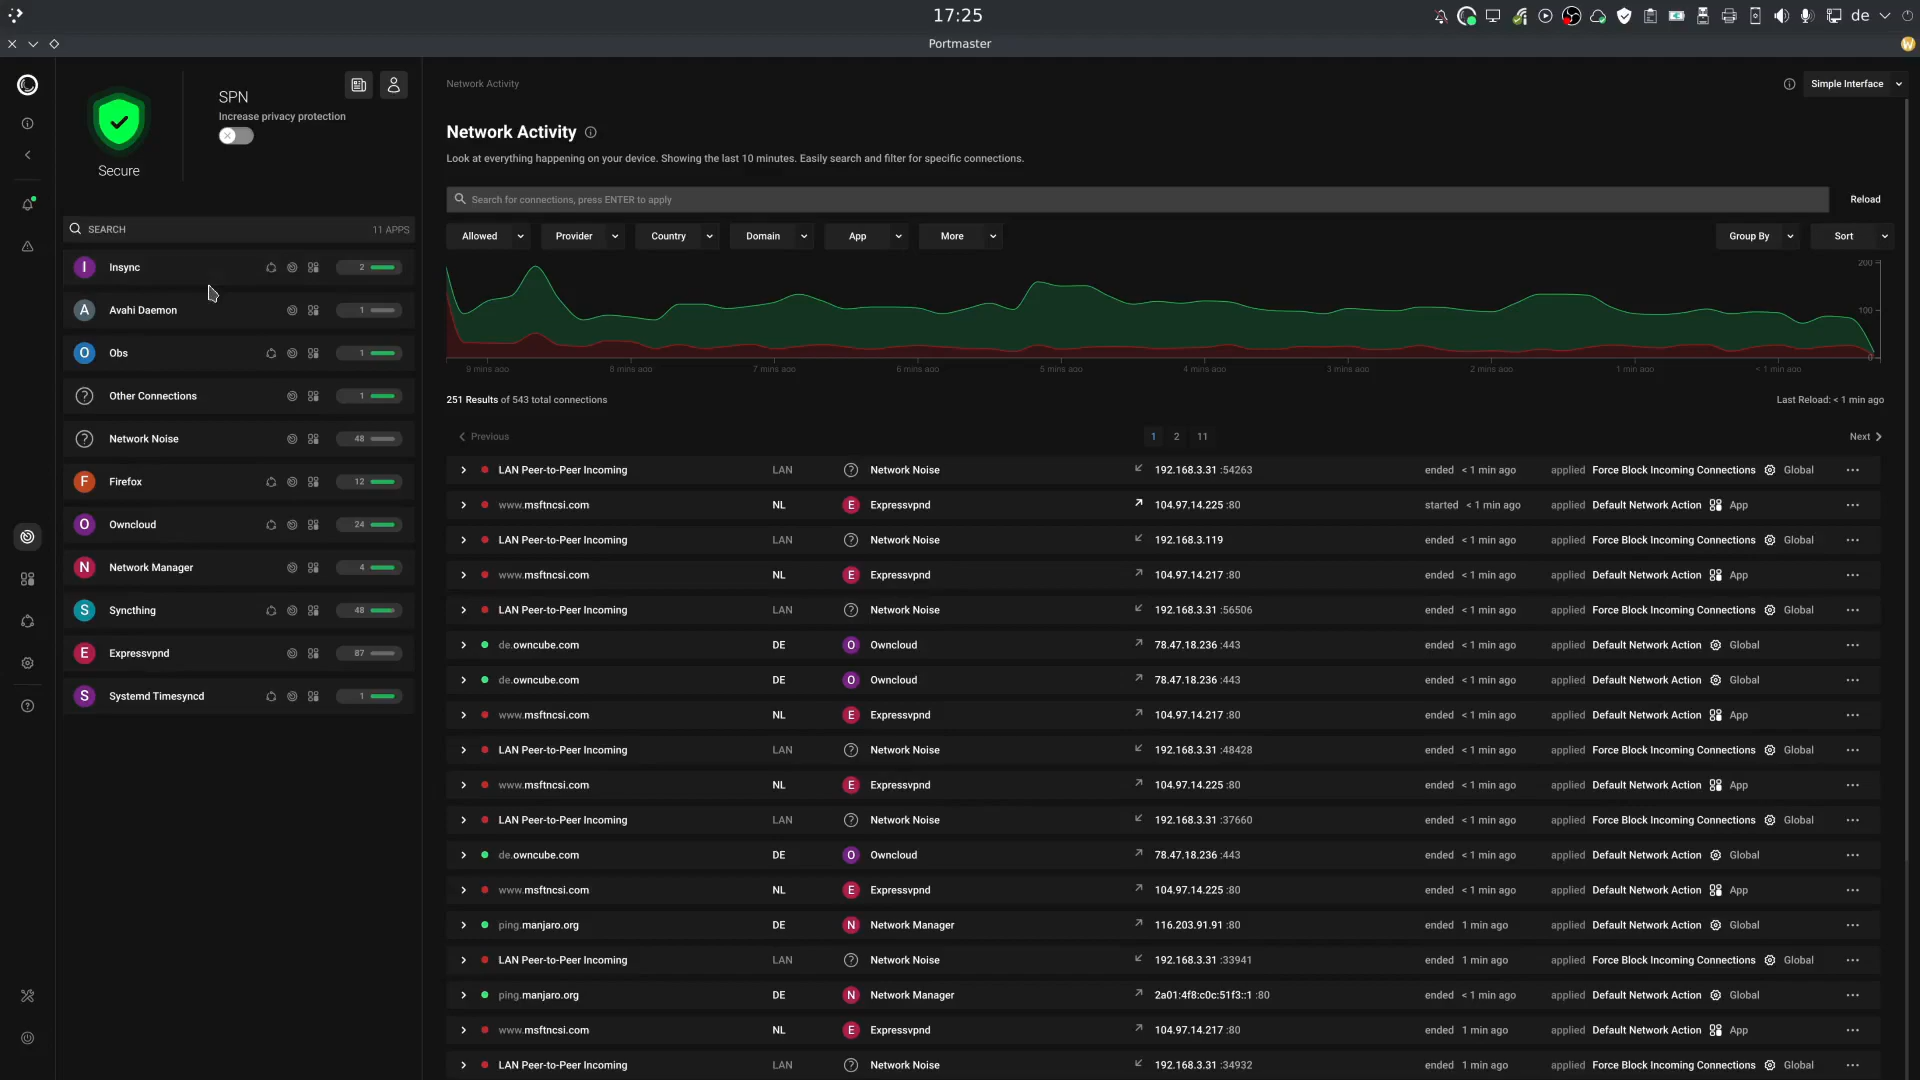 17:25
de
Portmaster
SPN
Increase privacy protection
Secure
SEARCH 11 APPS
I Insync 2
A Avahi Daemon 1
O Obs 1
? Other Connections 1
? Network Noise 48
F Firefox 12
O Owncloud 24
N Network Manager 4
S Syncthing 48
E Expressvpnd 87
S Systemd Timesyncd 1
Network Activity
Simple Interface
Network Activity
Look at everything happening on your device. Showing the last 10 minutes. Easily search and filter for specific connections.
Search for connections, press ENTER to apply Reload
Allowed Provider Country Domain App More Group By Sort
200
100
0
9 mins ago 8 mins ago 7 mins ago 6 mins ago 5 mins ago 4 mins ago 3 mins ago 2 mins ago 1 min ago < 1 min ago
251 Results of 543 total connections Last Reload: < 1 min ago
Previous 1 2 11 Next
LAN Peer-to-Peer Incoming LAN ? Network Noise 192.168.3.31 :54263 ended < 1 min ago applied Force Block Incoming Connections Global ...
www.msftncsi.com NL E Expressvpnd 104.97.14.225 :80 started < 1 min ago applied Default Network Action App ...
LAN Peer-to-Peer Incoming LAN ? Network Noise 192.168.3.119 ended < 1 min ago applied Force Block Incoming Connections Global ...
www.msftncsi.com NL E Expressvpnd 104.97.14.217 :80 ended < 1 min ago applied Default Network Action App ...
LAN Peer-to-Peer Incoming LAN ? Network Noise 192.168.3.31 :56506 ended < 1 min ago applied Force Block Incoming Connections Global ...
de.owncube.com DE O Owncloud 78.47.18.236 :443 ended < 1 min ago applied Default Network Action Global ...
de.owncube.com DE O Owncloud 78.47.18.236 :443 ended < 1 min ago applied Default Network Action Global ...
www.msftncsi.com NL E Expressvpnd 104.97.14.217 :80 ended < 1 min ago applied Default Network Action App ...
LAN Peer-to-Peer Incoming LAN ? Network Noise 192.168.3.31 :48428 ended < 1 min ago applied Force Block Incoming Connections Global ...
www.msftncsi.com NL E Expressvpnd 104.97.14.225 :80 ended < 1 min ago applied Default Network Action App ...
LAN Peer-to-Peer Incoming LAN ? Network Noise 192.168.3.31 :37660 ended < 1 min ago applied Force Block Incoming Connections Global ...
de.owncube.com DE O Owncloud 78.47.18.236 :443 ended < 1 min ago applied Default Network Action Global ...
www.msftncsi.com NL E Expressvpnd 104.97.14.225 :80 ended < 1 min ago applied Default Network Action App ...
ping.manjaro.org DE N Network Manager 116.203.91.91 :80 ended 1 min ago applied Default Network Action Global ...
LAN Peer-to-Peer Incoming LAN ? Network Noise 192.168.3.31 :33941 ended 1 min ago applied Force Block Incoming Connections Global ...
ping.manjaro.org DE N Network Manager 2a01:4f8:c0c:51f3::1 :80 ended < 1 min ago applied Default Network Action Global ...
www.msftncsi.com NL E Expressvpnd 104.97.14.217 :80 ended 1 min ago applied Default Network Action App ...
LAN Peer-to-Peer Incoming LAN ? Network Noise 192.168.3.31 :34932 ended 1 min ago applied Force Block Incoming Connections Global ...